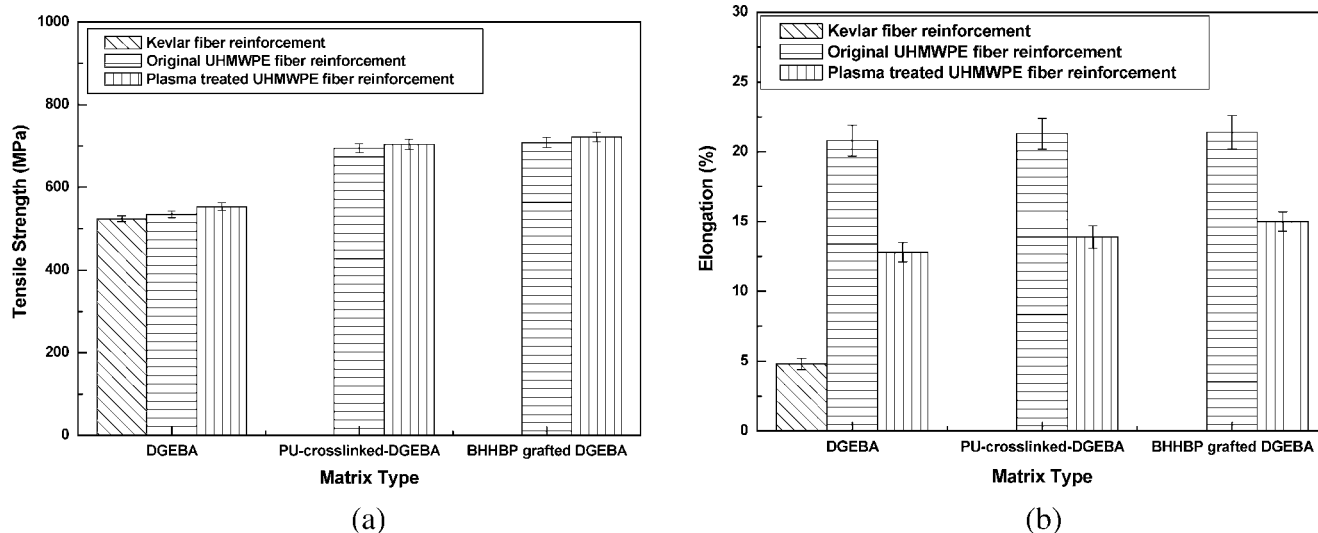 1000
800
600
400
200
0
Tensile Strength (MPa)
Kevlar fiber reinforcement
Original UHMWPE fiber reinforcement
Plasma treated UHMWPE fiber reinforcement
DGEBA
PU-crosslinked-DGEBA
BHHBP grafted DGEBA
Matrix Type
(a)
30
25
20
15
10
5
0
Elongation (%)
Kevlar fiber reinforcement
Original UHMWPE fiber reinforcement
Plasma treated UHMWPE fiber reinforcement
DGEBA
PU-crosslinked-DGEBA
BHHBP grafted DGEBA
Matrix Type
(b)